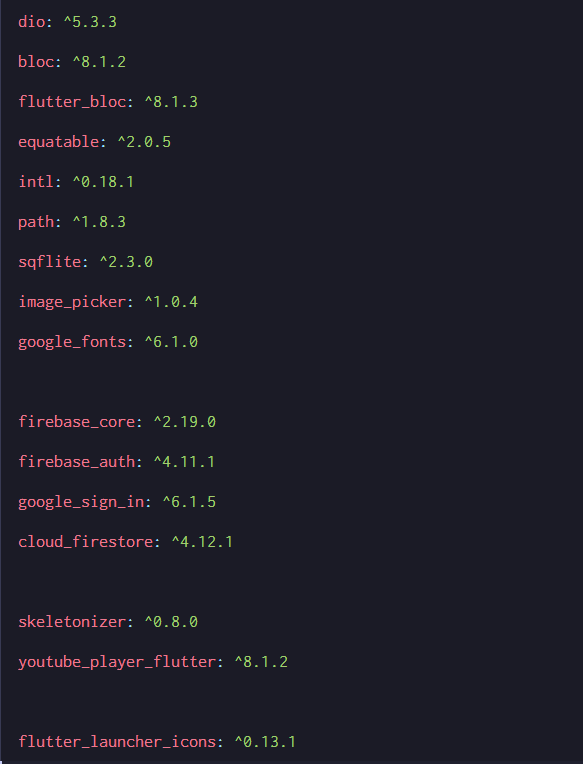 dio: ^5.3.3
bloc: ^8.1.2
flutter_bloc: ^8.1.3
equatable: ^2.0.5
intl: ^0.18.1
path: ^1.8.3
sqflite: ^2.3.0
image_picker: ^1.0.4
google_fonts: ^6.1.0
firebase_core: ^2.19.0
firebase_auth: ^4.11.1
google_sign_in: ^6.1.5
cloud_firestore: ^4.12.1
skeletonizer: ^0.8.0
youtube_player_flutter: ^8.1.2
flutter_launcher_icons: ^0.13.1